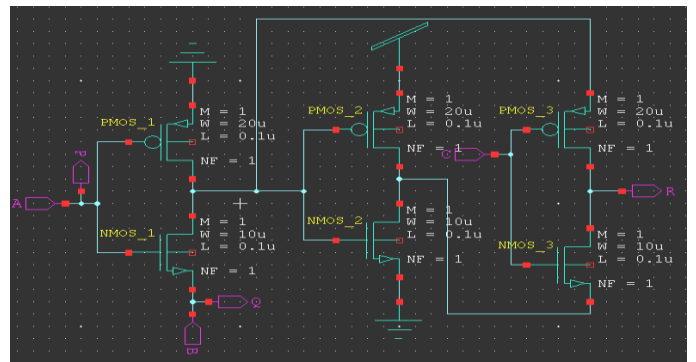 PMOS_1
M = 1
W = 20u
L = 0.1u
NF = 1
PMOS_2
M = 1
W = 20u
L = 0.1u
NF = 1
PMOS_3
M = 1
W = 20u
L = 0.1u
NF = 1
P
C
A
R
NMOS_1
M = 1
W = 10u
L = 0.1u
NF = 1
NMOS_2
M = 1
W = 10u
L = 0.1u
NF = 1
NMOS_3
M = 1
W = 10u
L = 0.1u
NF = 1
Q
B